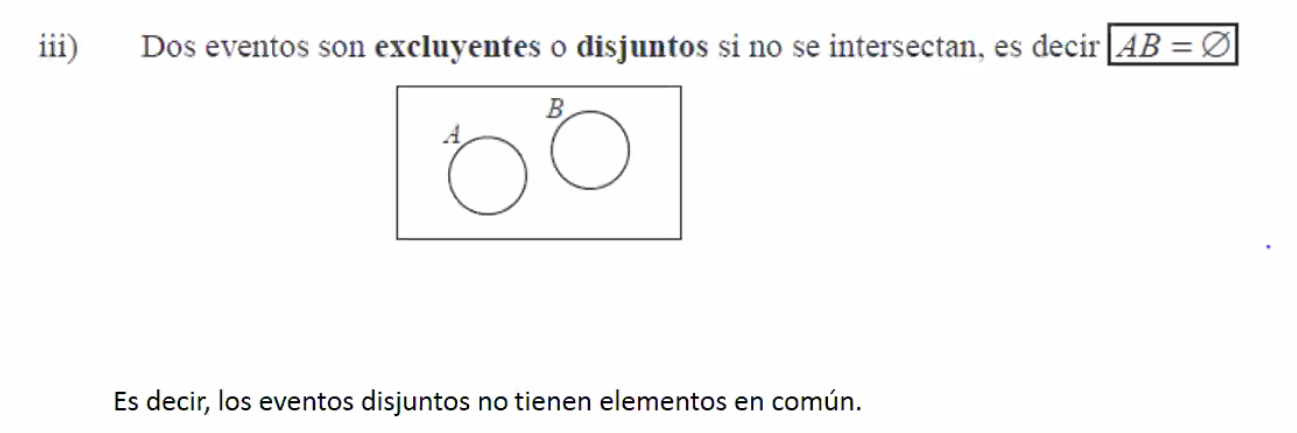 iii) Dos eventos son excluyentes o disjuntos si no se intersectan, es decir AB = ∅
B
A
Es decir, los eventos disjuntos no tienen elementos en común.